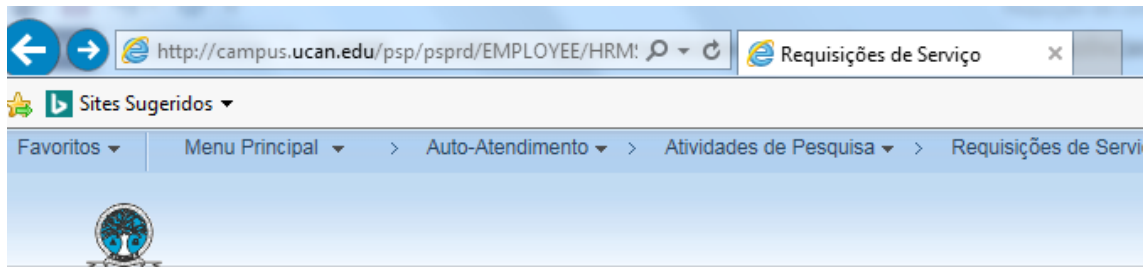 http://campus.ucan.edu/psp/psprd/EMPLOYEE/HRM! Requisições de Serviço
Sites Sugeridos
Favoritos Menu Principal > Auto-Atendimento > Atividades de Pesquisa > Requisições de Servi